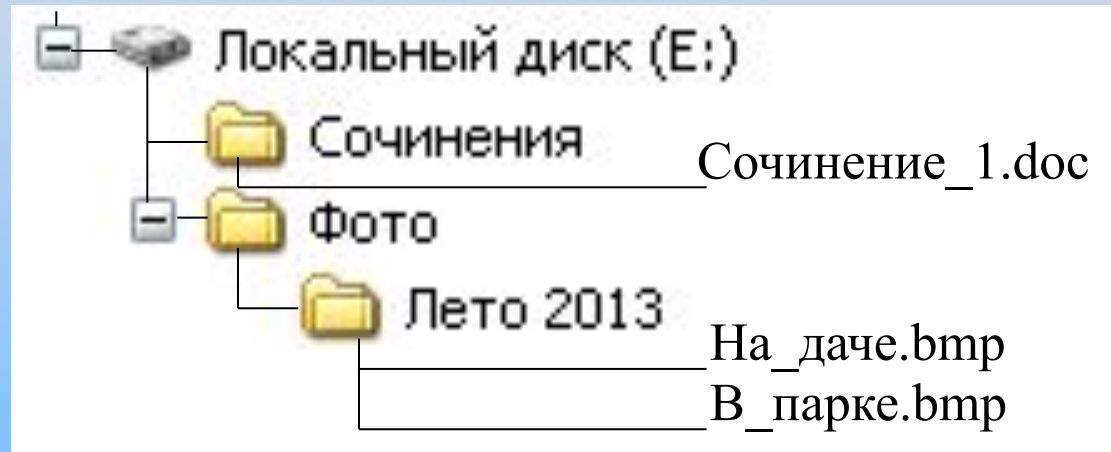 Локальный диск (E:)
Сочинения
Сочинение_1.doc
Фото
Лето 2013
На_даче.bmp
В_парке.bmp